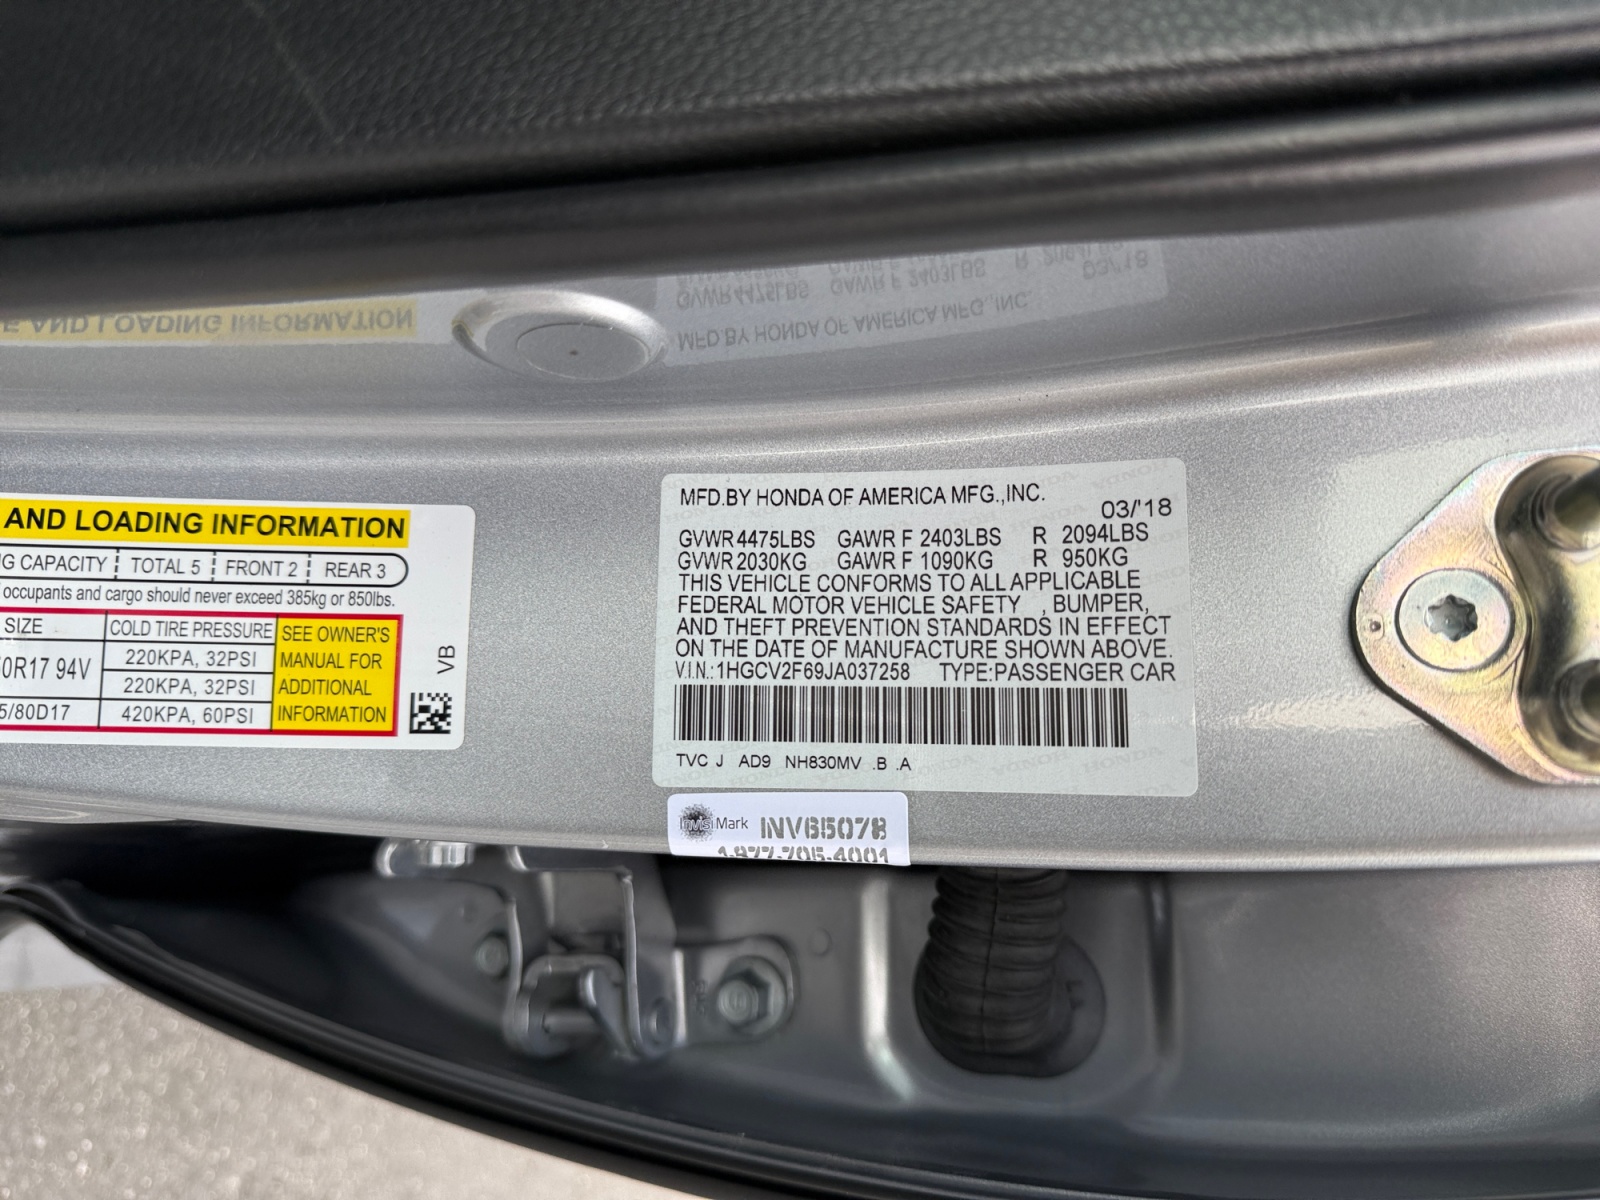 AND LOADING INFORMATION
G CAPACITY TOTAL 5 FRONT 2 REAR 3
occupants and cargo should never exceed 385kg or 850lbs.
SIZE COLD TIRE PRESSURE SEE OWNER'S MANUAL FOR ADDITIONAL INFORMATION
0R17 94V 220KPA, 32PSI
220KPA, 32PSI
5/80D17 420KPA, 60PSI
VB
MFD.BY HONDA OF AMERICA MFG.,INC.
03/'18
GVWR 4475LBS GAWR F 2403LBS R 2094LBS
GVWR 2030KG GAWR F 1090KG R 950KG
THIS VEHICLE CONFORMS TO ALL APPLICABLE
FEDERAL MOTOR VEHICLE SAFETY , BUMPER,
AND THEFT PREVENTION STANDARDS IN EFFECT
ON THE DATE OF MANUFACTURE SHOWN ABOVE.
V.I.N.: 1HGCV2F69JA037258 TYPE:PASSENGER CAR
TVC J AD9 NH830MV .B .A
InvisiMark INV65078
1-877-705-4001